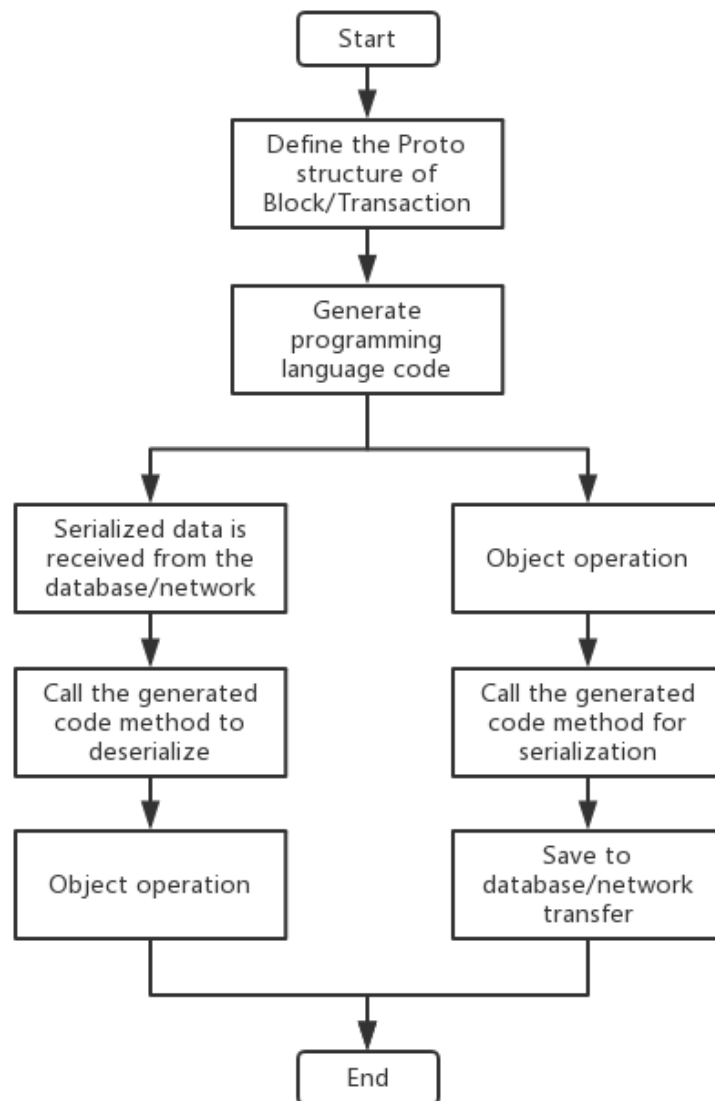 Start
Define the Proto
structure of
Block/Transaction
Generate
programming
language code
Serialized data is
received from the
database/network
Call the generated
code method to
deserialize
Object operation
Object operation
Call the generated
code method for
serialization
Save to
database/network
transfer
End